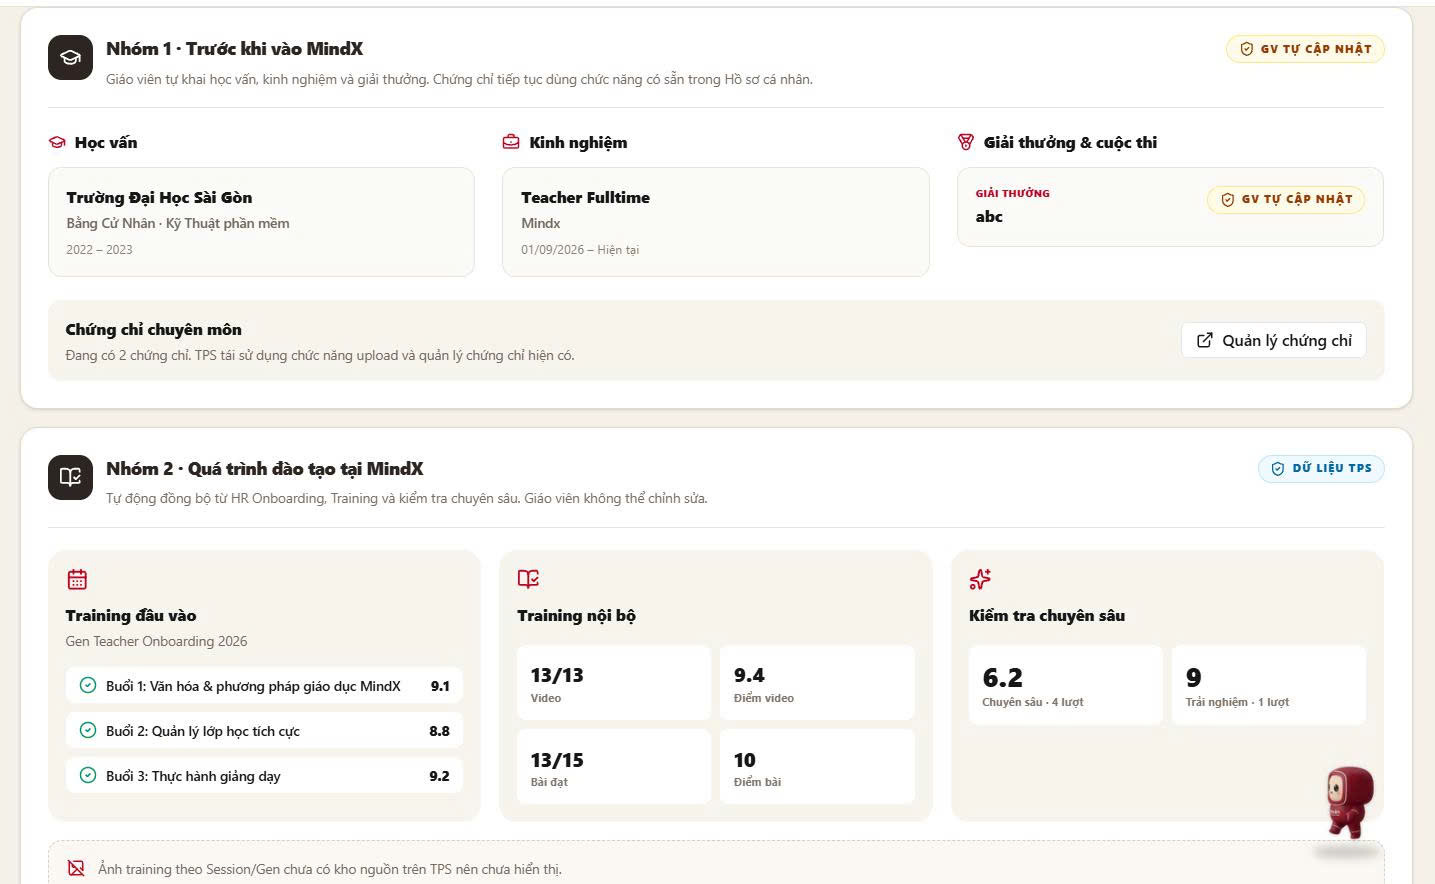 Nhóm 1 · Trước khi vào MindX
GV TỰ CẬP NHẬT
Giáo viên tự khai học vấn, kinh nghiệm và giải thưởng. Chứng chỉ tiếp tục dùng chức năng có sẵn trong Hồ sơ cá nhân.
Học vấn
Trường Đại Học Sài Gòn
Bằng Cử Nhân · Kỹ Thuật phần mềm
2022 – 2023
Kinh nghiệm
Teacher Fulltime
Mindx
01/09/2026 – Hiện tại
Giải thưởng & cuộc thi
GIẢI THƯỞNG
GV TỰ CẬP NHẬT
abc
Chứng chỉ chuyên môn
Đang có 2 chứng chỉ. TPS tái sử dụng chức năng upload và quản lý chứng chỉ hiện có.
Quản lý chứng chỉ
Nhóm 2 · Quá trình đào tạo tại MindX
DỮ LIỆU TPS
Tự động đồng bộ từ HR Onboarding, Training và kiểm tra chuyên sâu. Giáo viên không thể chỉnh sửa.
Training đầu vào
Gen Teacher Onboarding 2026
Buổi 1: Văn hóa & phương pháp giáo dục MindX 9.1
Buổi 2: Quản lý lớp học tích cực 8.8
Buổi 3: Thực hành giảng dạy 9.2
Training nội bộ
13/13
Video
9.4
Điểm video
13/15
Bài đạt
10
Điểm bài
Kiểm tra chuyên sâu
6.2
Chuyên sâu · 4 lượt
9
Trải nghiệm · 1 lượt
Ảnh training theo Session/Gen chưa có kho nguồn trên TPS nên chưa hiển thị.